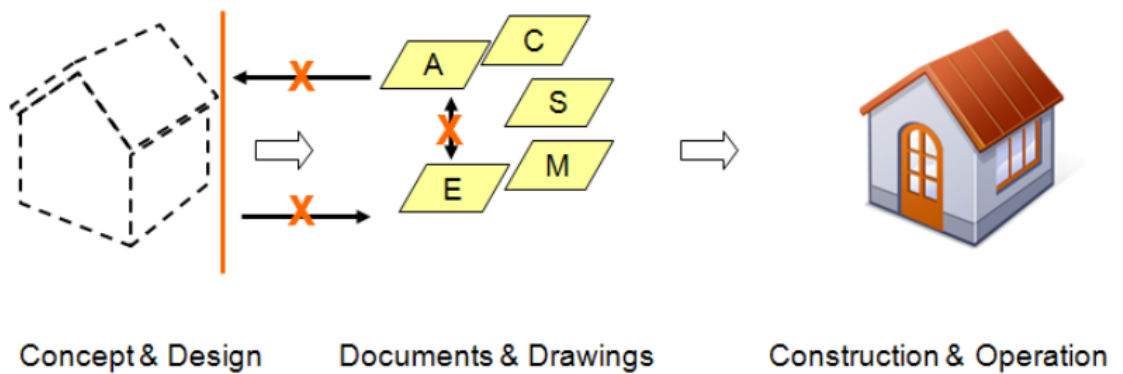 C
A
X
S
X
M
E
X
Concept & Design
Documents & Drawings
Construction & Operation